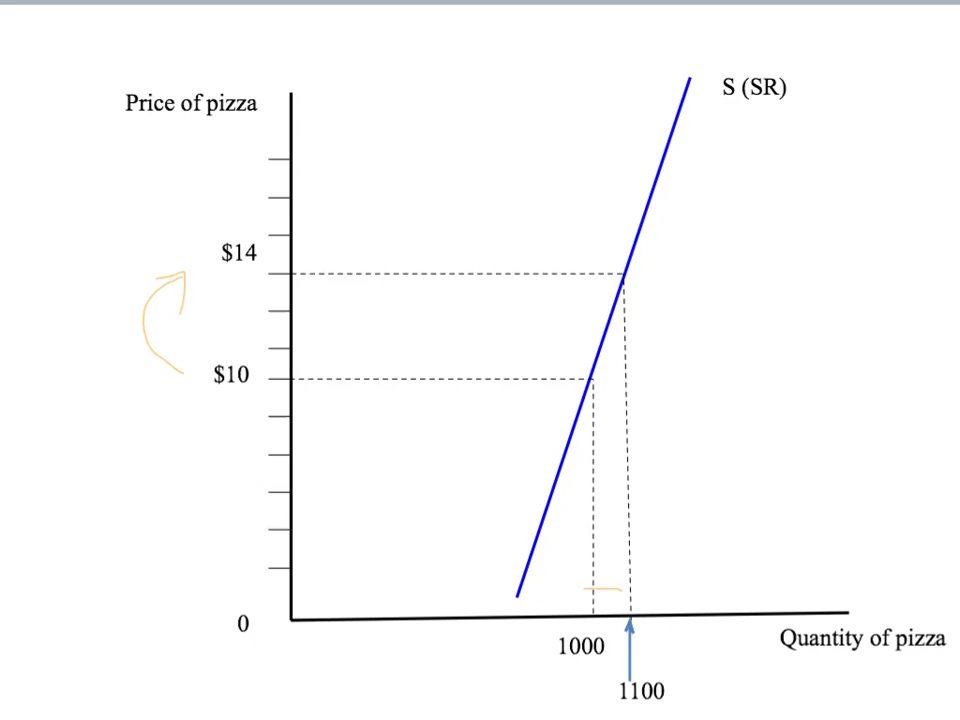 S (SR)
Price of pizza
$14
$10
0
Quantity of pizza
1000
1100